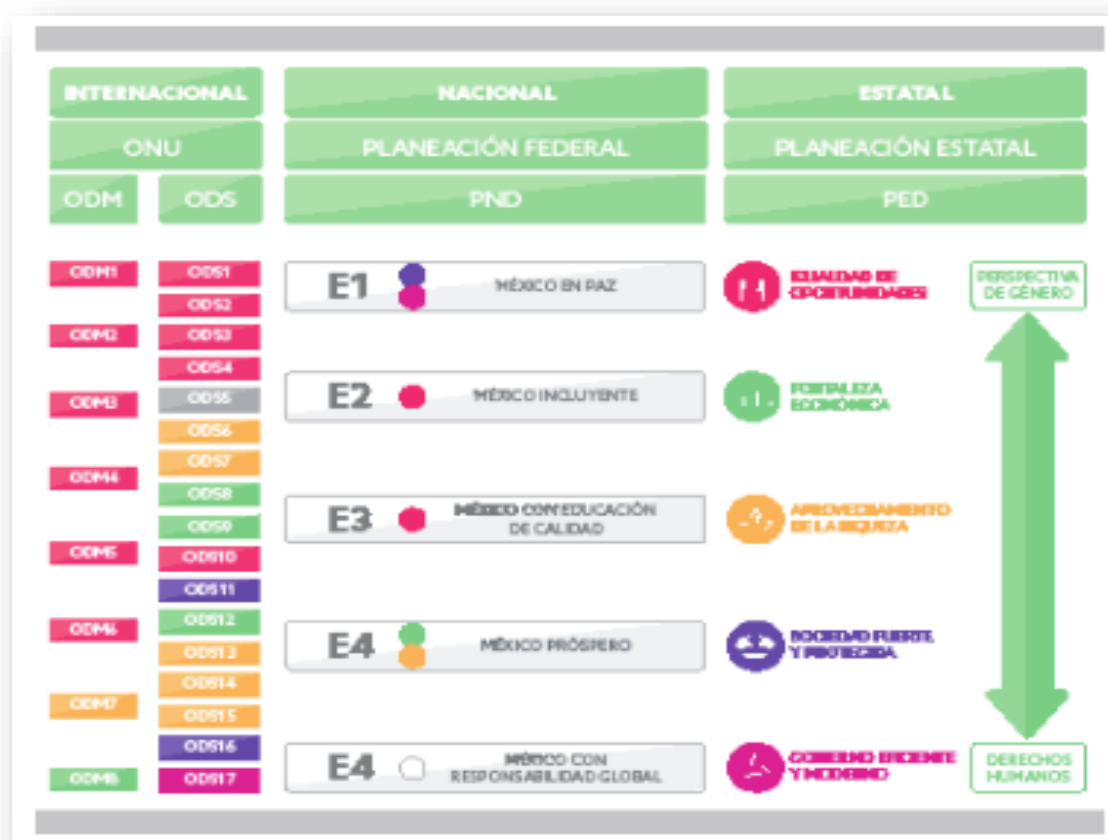 INTERNACIONAL
NACIONAL
ESTATAL
ONU
PLANEACIÓN FEDERAL
PLANEACIÓN ESTATAL
ODM
ODS
PND
PED
ODM1
ODM2
ODM3
ODM4
ODM5
ODM6
ODM7
ODM8
ODS1
ODS2
ODS3
ODS4
ODS5
ODS6
ODS7
ODS8
ODS9
ODS10
ODS11
ODS12
ODS13
ODS14
ODS15
ODS16
ODS17
E1
MÉXICO EN PAZ
E2
MÉXICO INCLUYENTE
E3
MÉXICO CON EDUCACIÓN
DE CALIDAD
E4
MÉXICO PRÓSPERO
E4
MÉXICO CON
RESPONSABILIDAD GLOBAL
IGUALDAD DE
OPORTUNIDADES
FORTALEZA
ECONÓMICA
APROVECHAMIENTO
DE LA RIQUEZA
SOCIEDAD FUERTE
Y PROTEGIDA
GOBIERNO EFICIENTE
Y MODERNO
PERSPECTIVA
DE GÉNERO
DERECHOS
HUMANOS